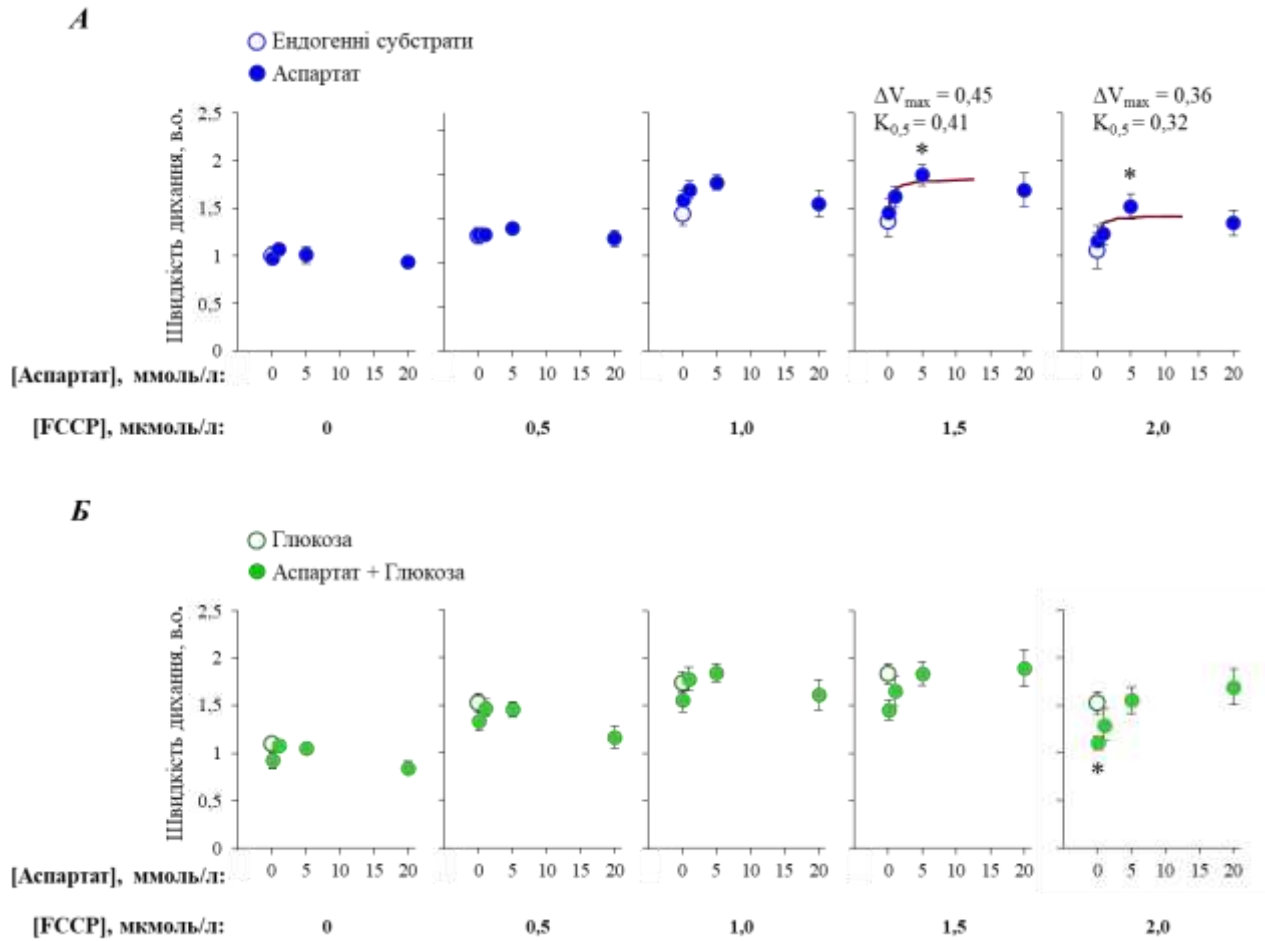 А
Ендогенні субстрати
Аспартат
ΔVmax = 0,45
K0,5 = 0,41
*
ΔVmax = 0,36
K0,5 = 0,32
*
Швидкість дихання, в.о.
2,5
2
1,5
1
0,5
0
[Аспартат], ммоль/л: 0 5 10 15 20 0 5 10 15 20 0 5 10 15 20 0 5 10 15 20 0 5 10 15 20
[FCCP], мкмоль/л: 0 0,5 1,0 1,5 2,0
Б
Глюкоза
Аспартат + Глюкоза
Швидкість дихання, в.о.
2,5
2
1,5
1
0,5
0
*
[Аспартат], ммоль/л: 0 5 10 15 20 0 5 10 15 20 0 5 10 15 20 0 5 10 15 20 0 5 10 15 20
[FCCP], мкмоль/л: 0 0,5 1,0 1,5 2,0